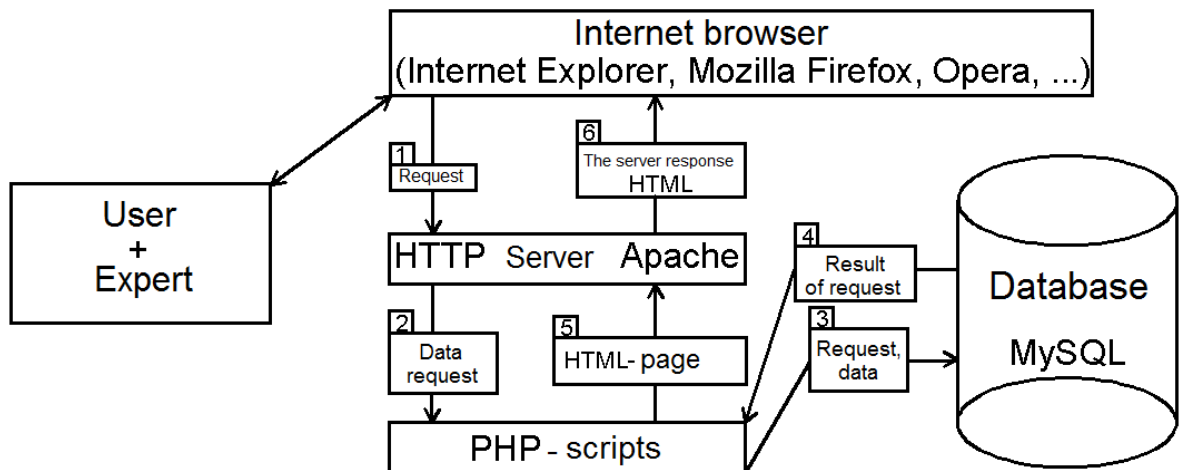 Internet browser
(Internet Explorer, Mozilla Firefox, Opera, ...)
User
+
Expert
1
Request
6
The server response
HTML
HTTP Server Apache
2
Data
request
5
HTML-page
4
Result
of request
3
Request,
data
Database
MySQL
PHP - scripts